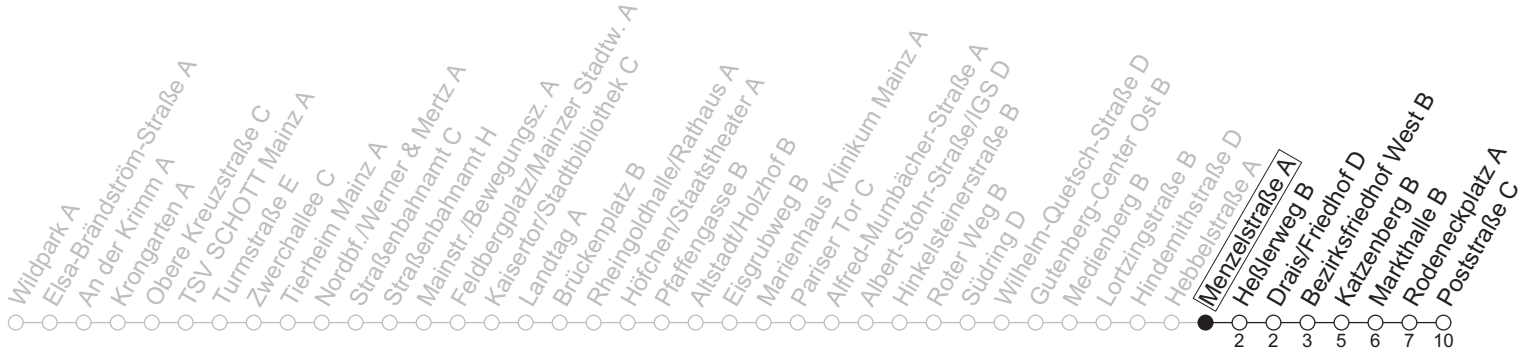 Wildpark A
Elsa-Brändström-Straße A
An der Krimm A
Krongarten A
Obere Kreuzstraße C
TSV SCHOTT Mainz A
Turmstraße E
Zwerchallee C
Tierheim Mainz A
Nordbf./Werner & Mertz A
Straßenbahnamt C
Straßenbahnamt H
Mainstr./Bewegungsz. A
Feldbergplatz/Mainzer Stadtw. A
Kaisertor/Stadtbibliothek C
Landtag A
Brückenplatz B
Rheingoldhalle/Rathaus A
Höfchen/Staatstheater A
Pfaffengasse B
Altstadt/Holzhof B
Eisgrubweg B
Marienhaus Klinikum Mainz A
Pariser Tor C
Alfred-Mumbächer-Straße A
Albert-Stohr-Straße/IGS D
Hinkelsteinerstraße B
Roter Weg B
Südring D
Wilhelm-Quetsch-Straße D
Gutenberg-Center Ost B
Medienberg B
Lortzingstraße B
Hindemithstraße D
Hebbelstraße A
Menzelstraße A
Heßlerweg B
Drais/Friedhof D
Bezirksfriedhof West B
Katzenberg B
Markthalle B
Rodeneckplatz A
Poststraße C
2 2 3 5 6 7 10